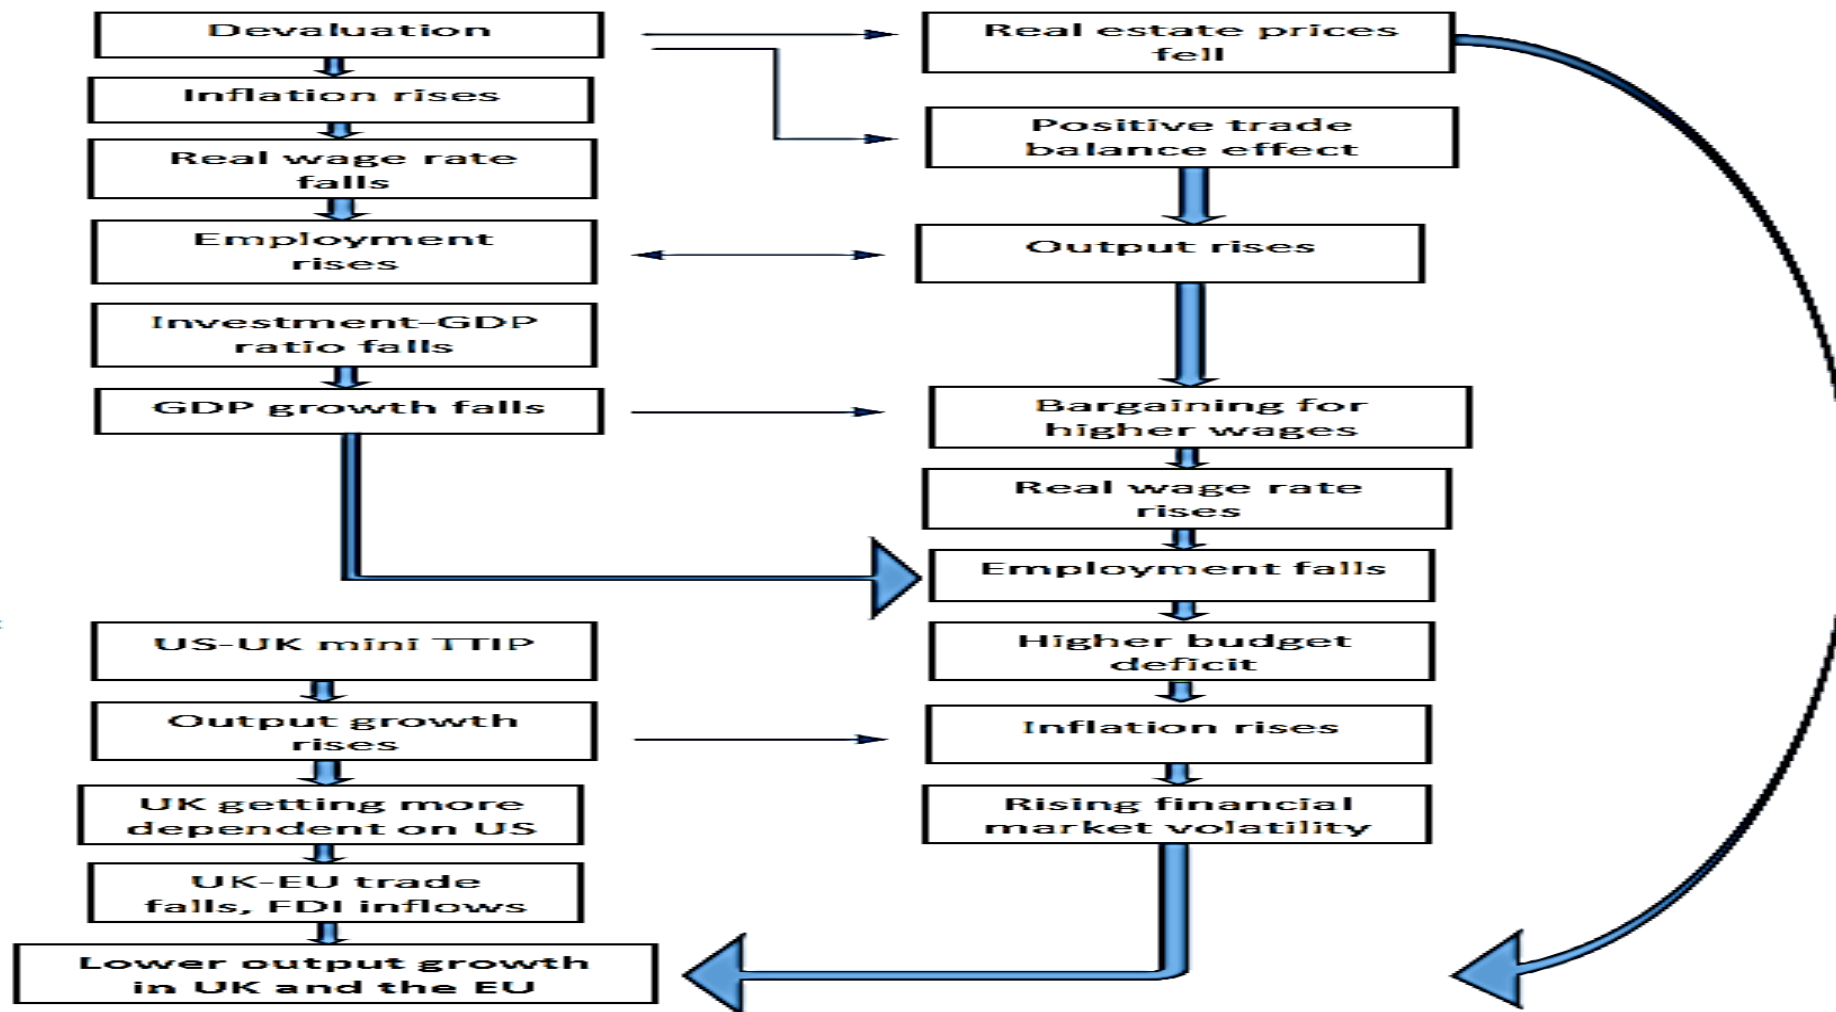 Devaluation
Inflation rises
Real wage rate
falls
Employment
rises
Investment-GDP
ratio falls
GDP growth falls
US-UK mini TTIP
Output growth
rises
UK getting more
dependent on US
UK-EU trade
falls, FDI inflows
Lower output growth
in UK and the EU
Real estate prices
fell
Positive trade
balance effect
Output rises
Bargaining for
higher wages
Real wage rate
rises
Employment falls
Higher budget
deficit
Inflation rises
Rising financial
market volatility